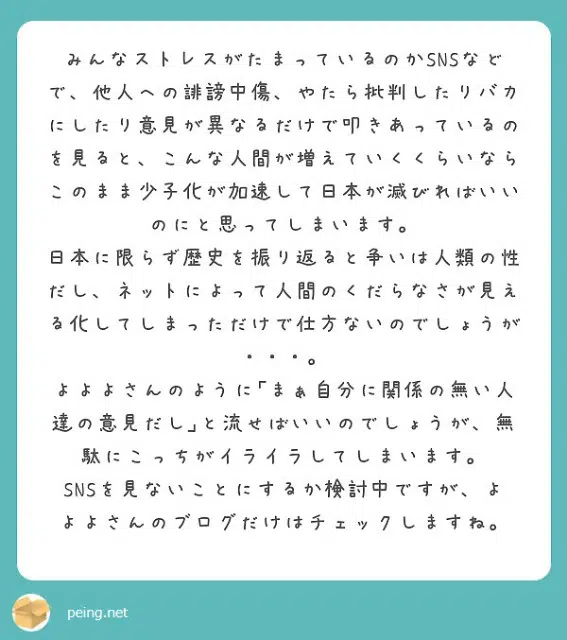 みんなストレスがたまっているのかSNSなど
で、他人への誹謗中傷、やたら批判したりバカ
にしたり意見が異なるだけで叩きあっているの
を見ると、こんな人間が増えていくくらいなら
このまま少子化が加速して日本が滅びればいい
のにと思ってしまいます。
日本に限らず歴史を振り返ると争いは人類の性
だし、ネットによって人間のくだらなさが見え
る化してしまっただけで仕方ないのでしょうが
・・・。
よよよさんのように「まぁ自分に関係の無い人
達の意見だし」と流せばいいのでしょうが、無
駄にこっちがイライラしてしまいます。
SNSを見ないことにするか検討中ですが、よ
よよさんのブログだけはチェックしますね。
peing.net